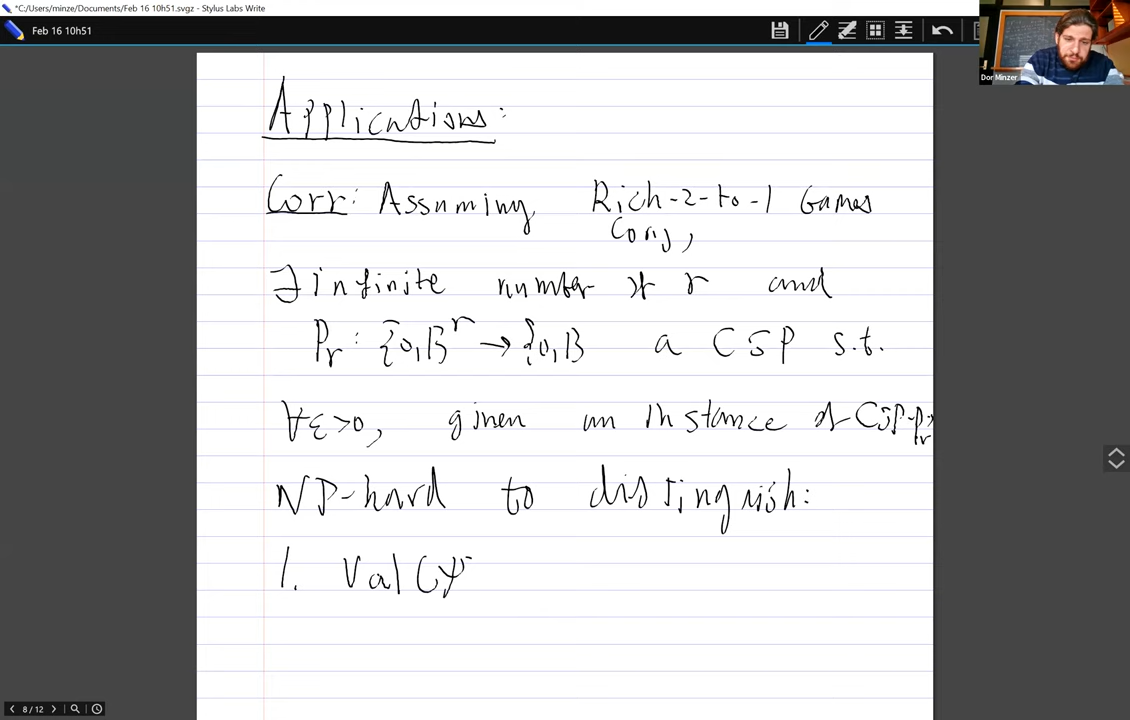 *C:/Users/minze/Documents/Feb 16 10h51.svgz - Stylus Labs Write
Feb 16 10h51
Dor Minzer
Applications:
Corr: Assuming Rich-2-to-1 Games
Conj,
∃ infinite number of r and
P_r: {0,1}^r → {0,1} a CSP s.t.
∀ε>0, given an instance of CSP-P_r,
NP-hard to distinguish:
1. Val(Ψ
8 / 12